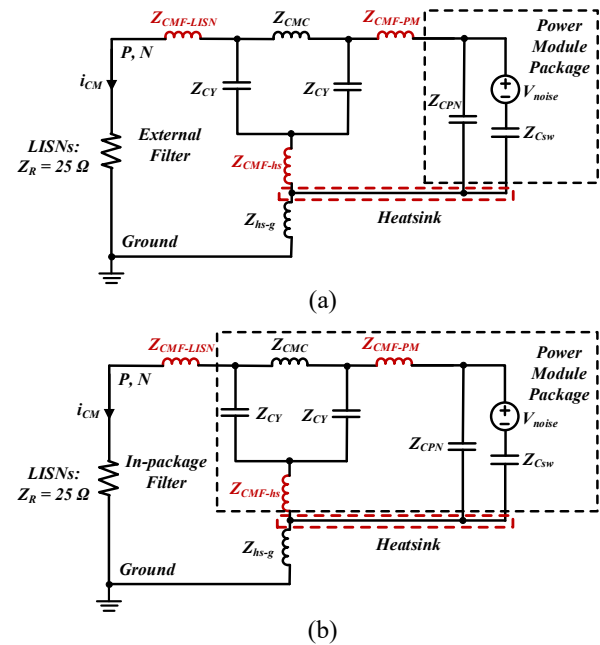 Z_CMF-LISN
Z_CMC
Z_CMF-PM
Power
Module
Package
P, N
i_CM
Z_CY
Z_CY
Z_CPN
V_noise
Z_Csw
LISNs:
Z_R = 25 Ω
External
Filter
Z_CMF-hs
Z_hs-g
Heatsink
Ground
(a)
Z_CMF-LISN
Z_CMC
Z_CMF-PM
Power
Module
Package
P, N
i_CM
Z_CY
Z_CY
Z_CPN
V_noise
Z_Csw
LISNs:
Z_R = 25 Ω
In-package
Filter
Z_CMF-hs
Z_hs-g
Heatsink
Ground
(b)